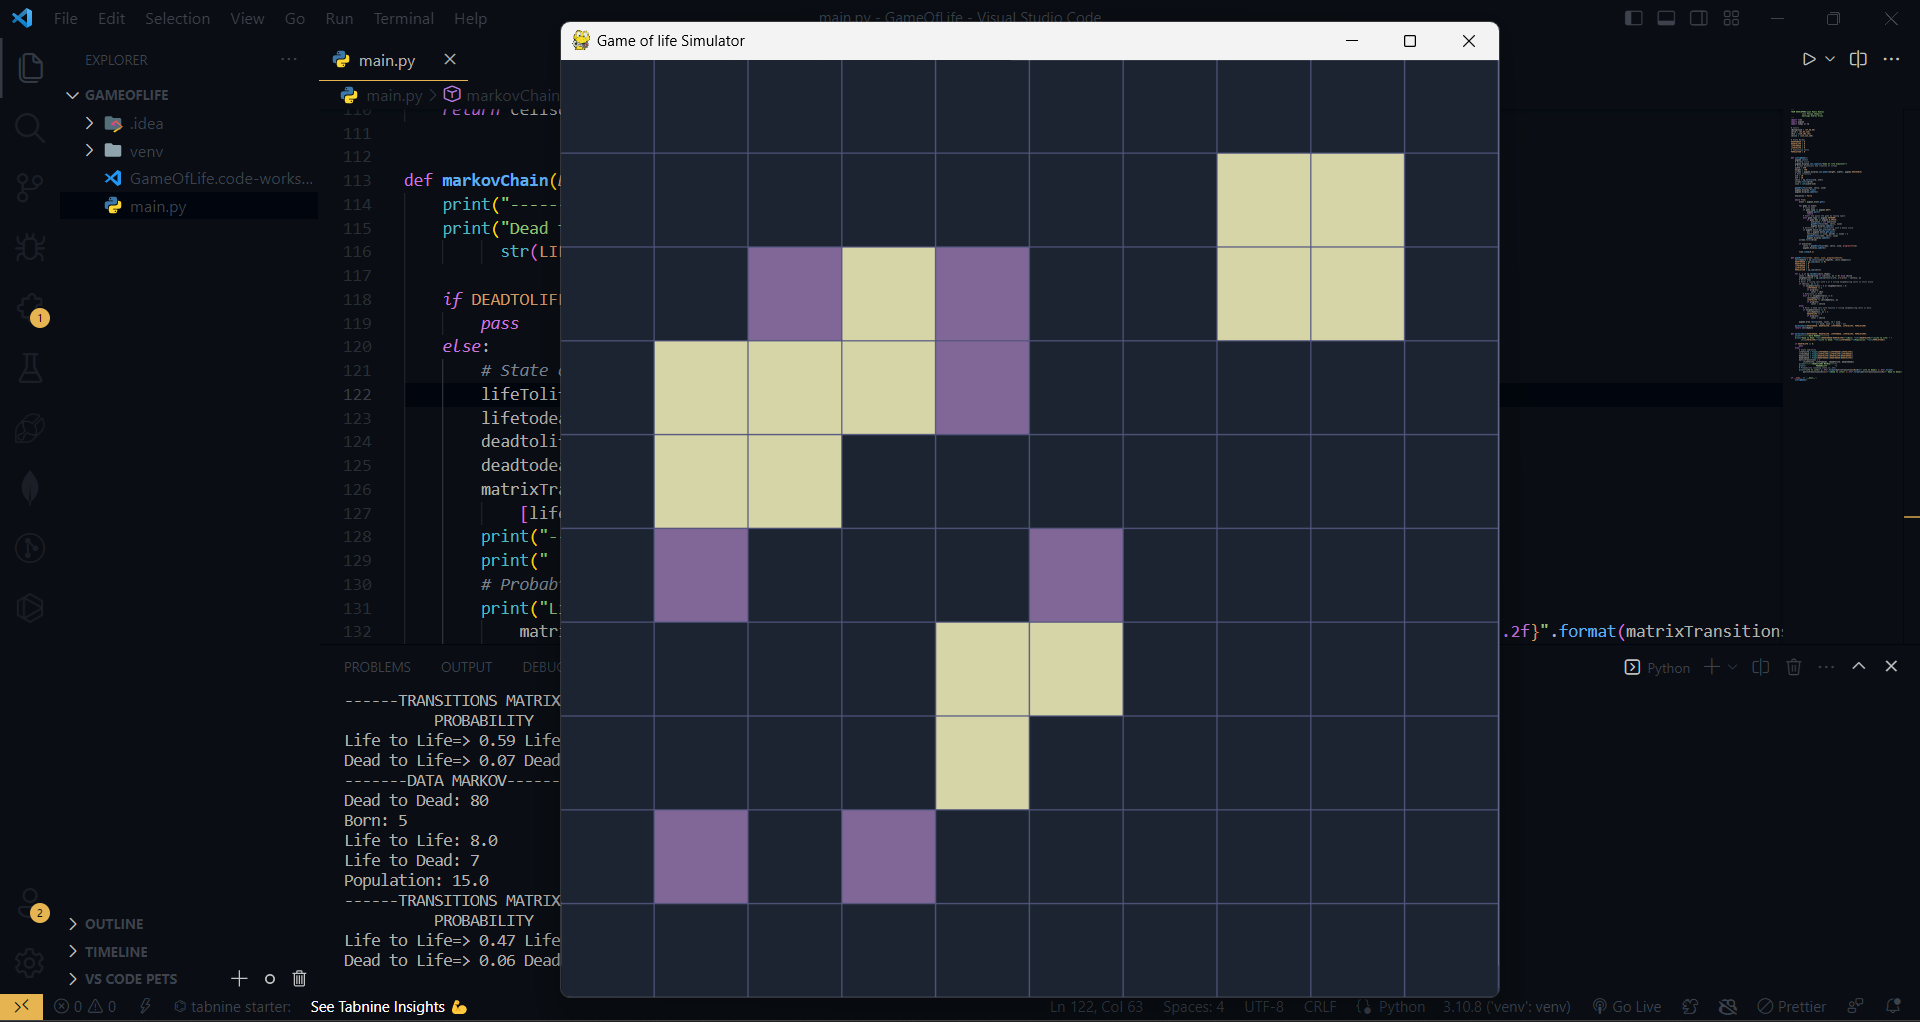 File Edit Selection View Go Run Terminal Help
main.py - GameOfLife - Visual Studio Code
Game of life Simulator
EXPLORER
GAMEOFLIFE
.idea
venv
GameOfLife.code-works...
main.py
1
2
OUTLINE
TIMELINE
VS CODE PETS
main.py
main.py > markovChain
110 return cells
111
112
113 def markovChain(
114 print("-----
115 print("Dead
116 str(LI
117
118 if DEADTOLIF
119 pass
120 else:
121 # State
122 lifeToli
123 lifetode
124 deadtoli
125 deadtode
126 matrixTr
127 [lif
128 print("-
129 print("
130 # Probab
131 print("L
132 matr
.2f}".format(matrixTransition
PROBLEMS OUTPUT DEBU
Python
------TRANSITIONS MATRIX
PROBABILITY
Life to Life=> 0.59 Life
Dead to Life=> 0.07 Dead
-------DATA MARKOV------
Dead to Dead: 80
Born: 5
Life to Life: 8.0
Life to Dead: 7
Population: 15.0
------TRANSITIONS MATRIX
PROBABILITY
Life to Life=> 0.47 Life
Dead to Life=> 0.06 Dead
0 0 tabnine starter: See Tabnine Insights 💪 Ln 122, Col 63 Spaces: 4 UTF-8 CRLF Python 3.10.8 ('venv': venv) Go Live Prettier